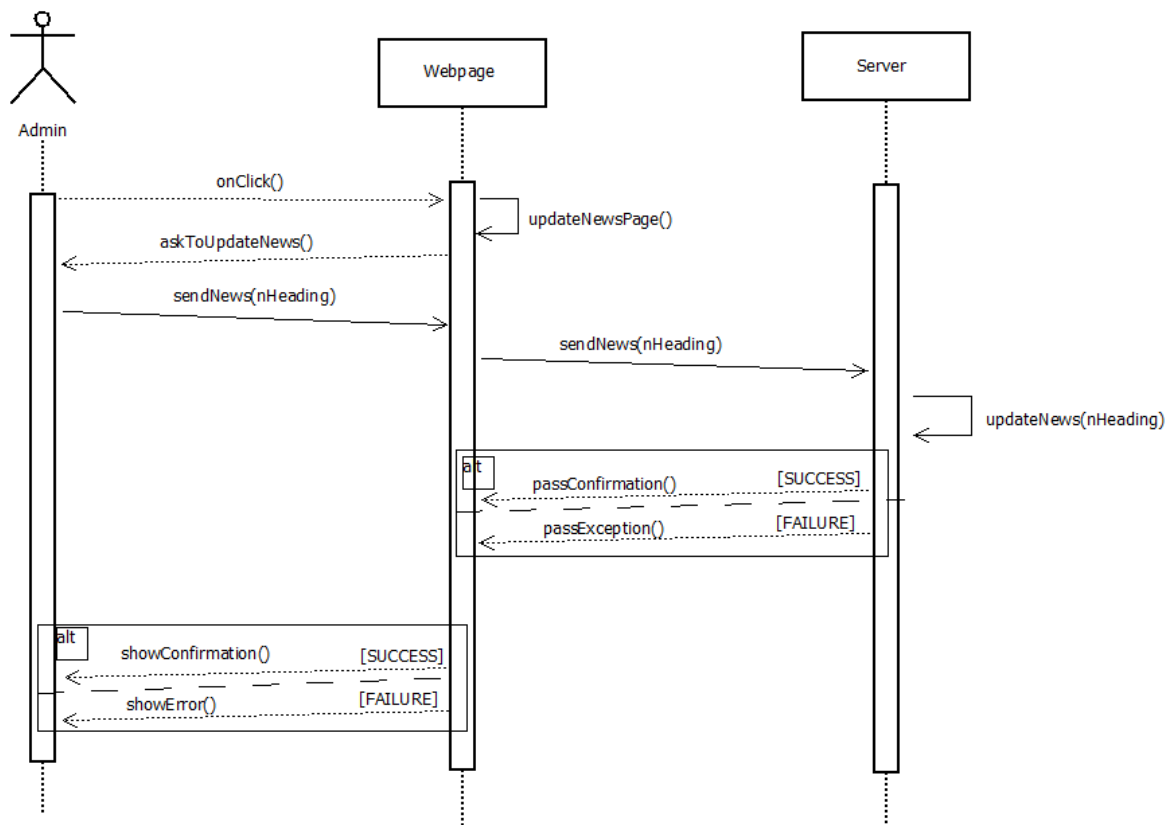 Admin
Webpage
Server
onClick()
updateNewsPage()
askToUpdateNews()
sendNews(nHeading)
sendNews(nHeading)
updateNews(nHeading)
alt
passConfirmation()
[SUCCESS]
passException()
[FAILURE]
alt
showConfirmation()
[SUCCESS]
showError()
[FAILURE]